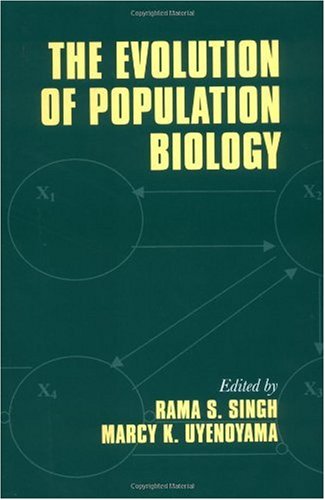 THE EVOLUTION
OF POPULATION
BIOLOGY
X₁
X₂
Edited by
X₄
X₃
RAMA S. SINGH
MARCY K. UYENOYAMA